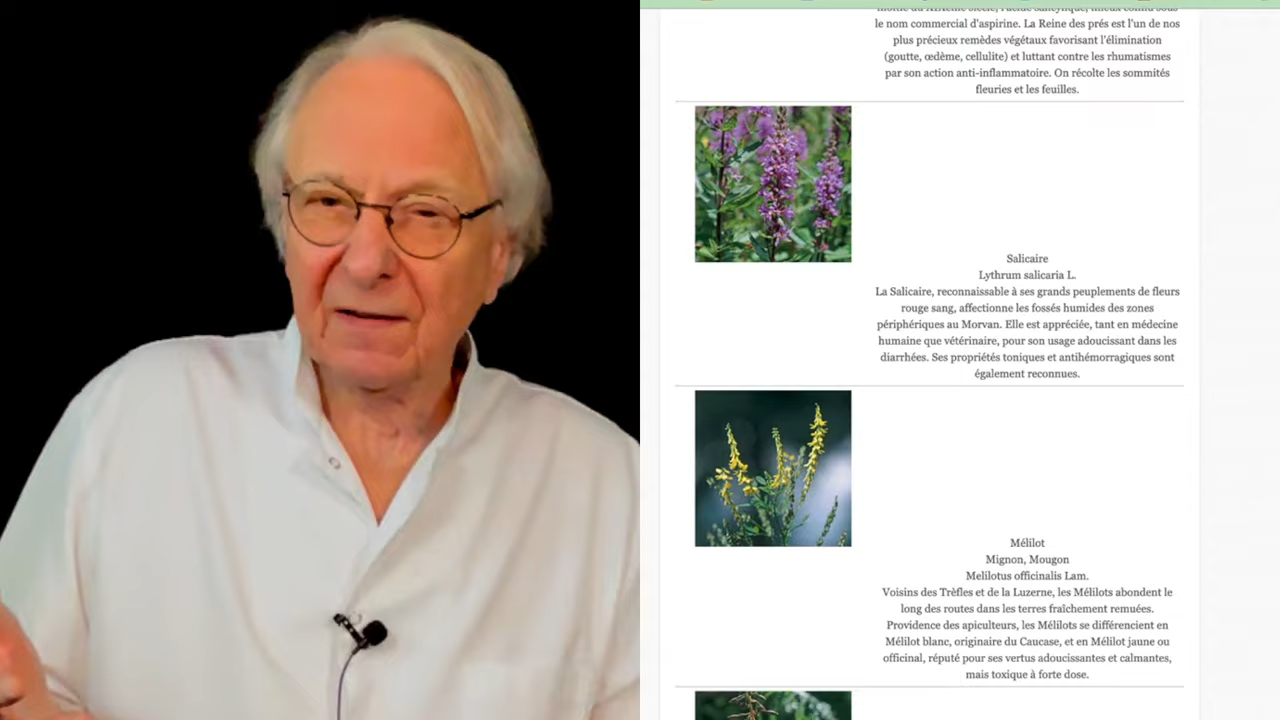 le nom commercial d'aspirine. La Reine des prés est l'un de nos
plus précieux remèdes végétaux favorisant l'élimination
(goutte, œdème, cellulite) et luttant contre les rhumatismes
par son action anti-inflammatoire. On récolte les sommités
fleuries et les feuilles.
Salicaire
Lythrum salicaria L.
La Salicaire, reconnaissable à ses grands peuplements de fleurs
rouge sang, affectionne les fossés humides des zones
périphériques au Morvan. Elle est appréciée, tant en médecine
humaine que vétérinaire, pour son usage adoucissant dans les
diarrhées. Ses propriétés toniques et antihémorragiques sont
également reconnues.
Mélilot
Mignon, Mougon
Melilotus officinalis Lam.
Voisins des Trèfles et de la Luzerne, les Mélilots abondent le
long des routes dans les terres fraîchement remuées.
Providence des apiculteurs, les Mélilots se différencient en
Mélilot blanc, originaire du Caucase, et en Mélilot jaune ou
officinal, réputé pour ses vertus adoucissantes et calmantes,
mais toxique à forte dose.